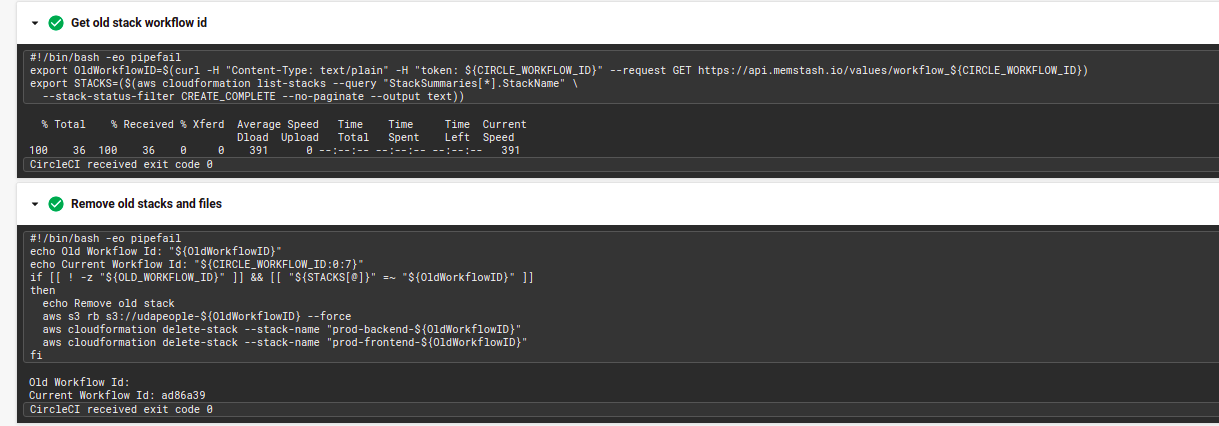 Get old stack workflow id
#!/bin/bash -eo pipefail
export OldWorkflowID=$(curl -H "Content-Type: text/plain" -H "token: ${CIRCLE_WORKFLOW_ID}" --request GET https://api.memstash.io/values/workflow_${CIRCLE_WORKFLOW_ID})
export STACKS=($(aws cloudformation list-stacks --query "StackSummaries[*].StackName" \
--stack-status-filter CREATE_COMPLETE --no-paginate --output text))
% Total % Received % Xferd Average Speed Time Time Time Current
Dload Upload Total Spent Left Speed
100 36 100 36 0 0 391 0 --:--:-- --:--:-- --:--:-- 391
CircleCI received exit code 0
Remove old stacks and files
#!/bin/bash -eo pipefail
echo Old Workflow Id: "${OldWorkflowID}"
echo Current Workflow Id: "${CIRCLE_WORKFLOW_ID:0:7}"
if [[ ! -z "${OLD_WORKFLOW_ID}" ]] && [[ "${STACKS[@]}" =~ "${OldWorkflowID}" ]]
then
echo Remove old stack
aws s3 rb s3://udapeople-${OldWorkflowID} --force
aws cloudformation delete-stack --stack-name "prod-backend-${OldWorkflowID}"
aws cloudformation delete-stack --stack-name "prod-frontend-${OldWorkflowID}"
fi
Old Workflow Id:
Current Workflow Id: ad86a39
CircleCI received exit code 0